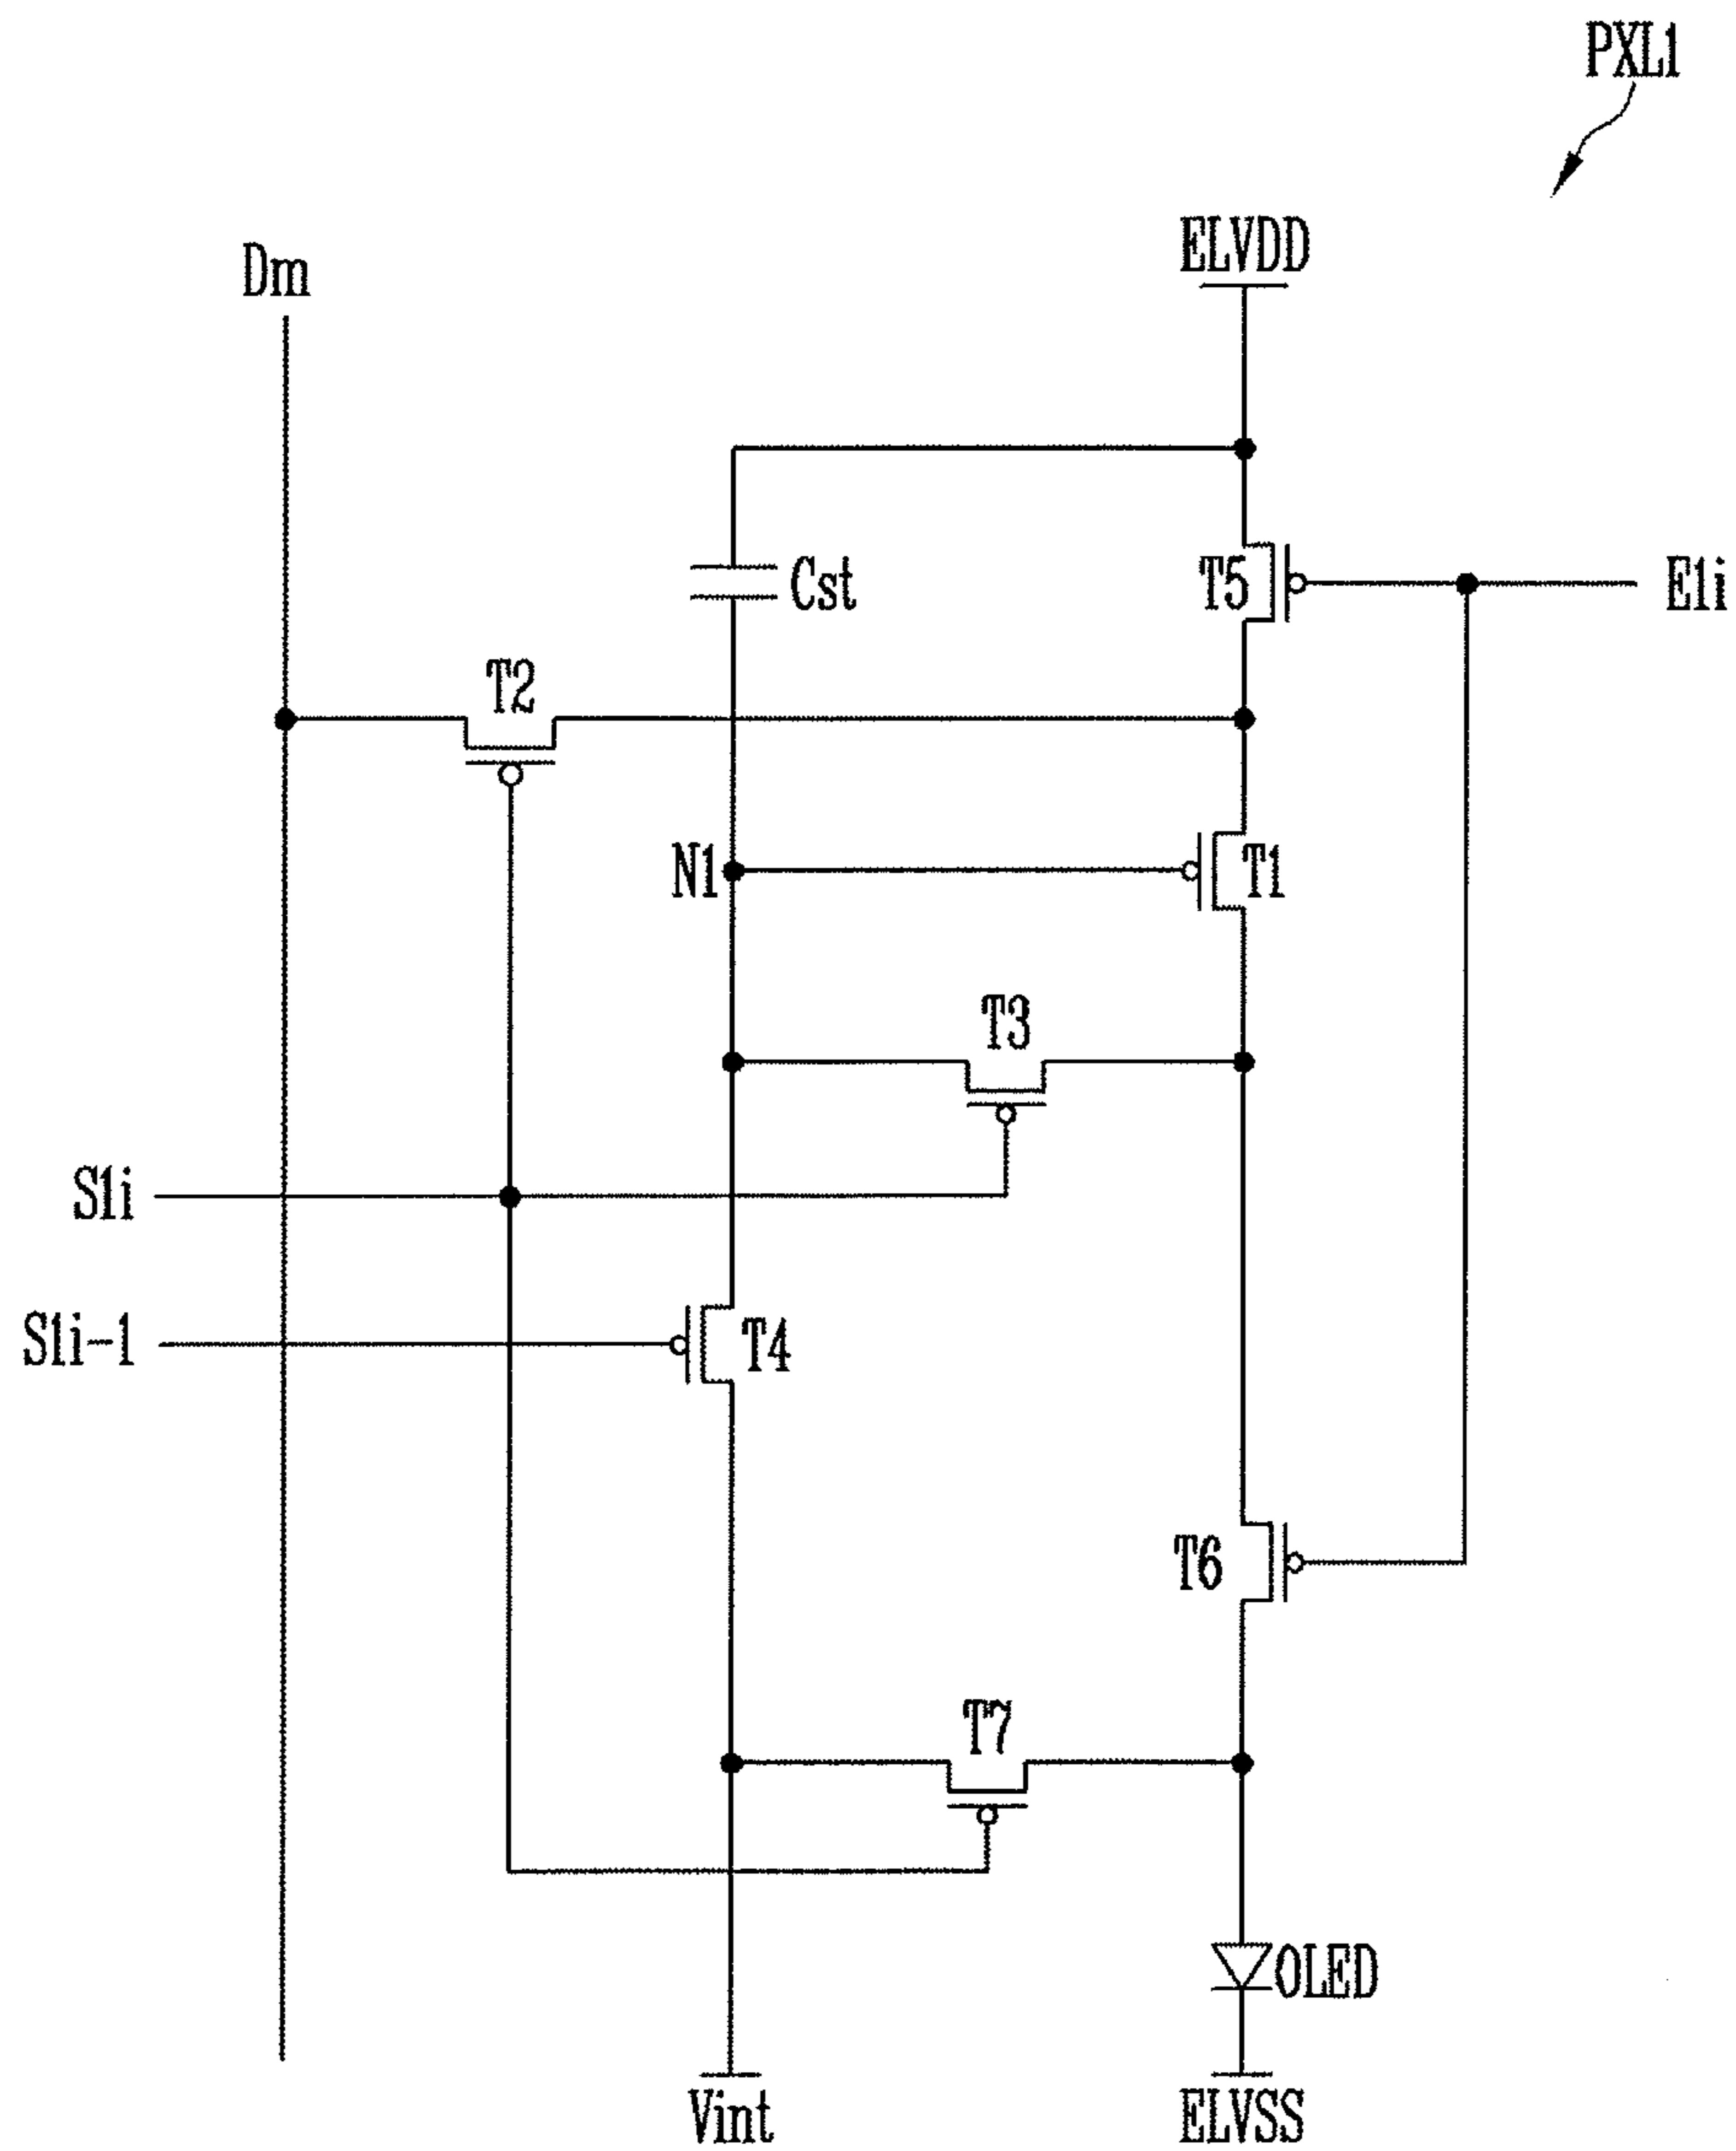 PXL1
ELVDD
Dm
Cst
T5
E1i
T2
N1
T1
T3
S1i
S1i-1
T4
T6
T7
OLED
Vint
ELVSS